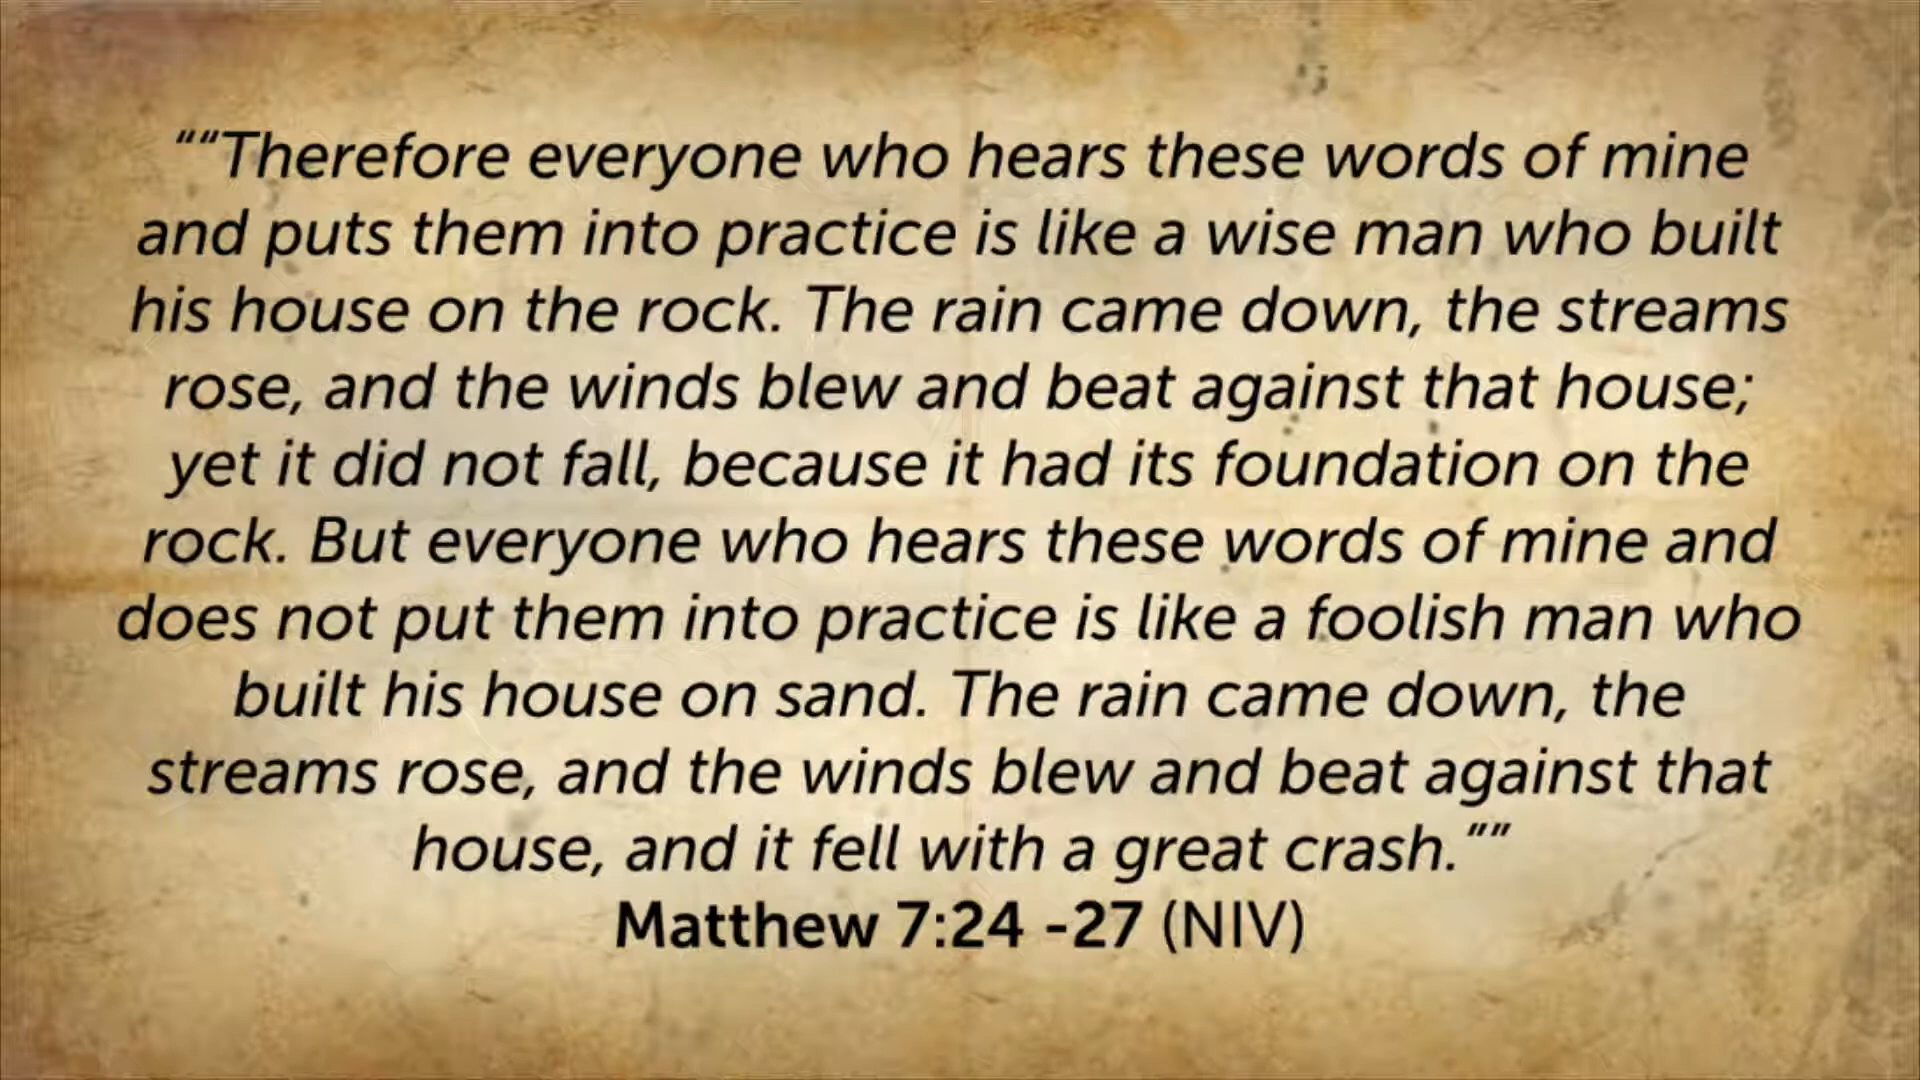 ““Therefore everyone who hears these words of mine
and puts them into practice is like a wise man who built
his house on the rock. The rain came down, the streams
rose, and the winds blew and beat against that house;
yet it did not fall, because it had its foundation on the
rock. But everyone who hears these words of mine and
does not put them into practice is like a foolish man who
built his house on sand. The rain came down, the
streams rose, and the winds blew and beat against that
house, and it fell with a great crash.””
Matthew 7:24 -27 (NIV)